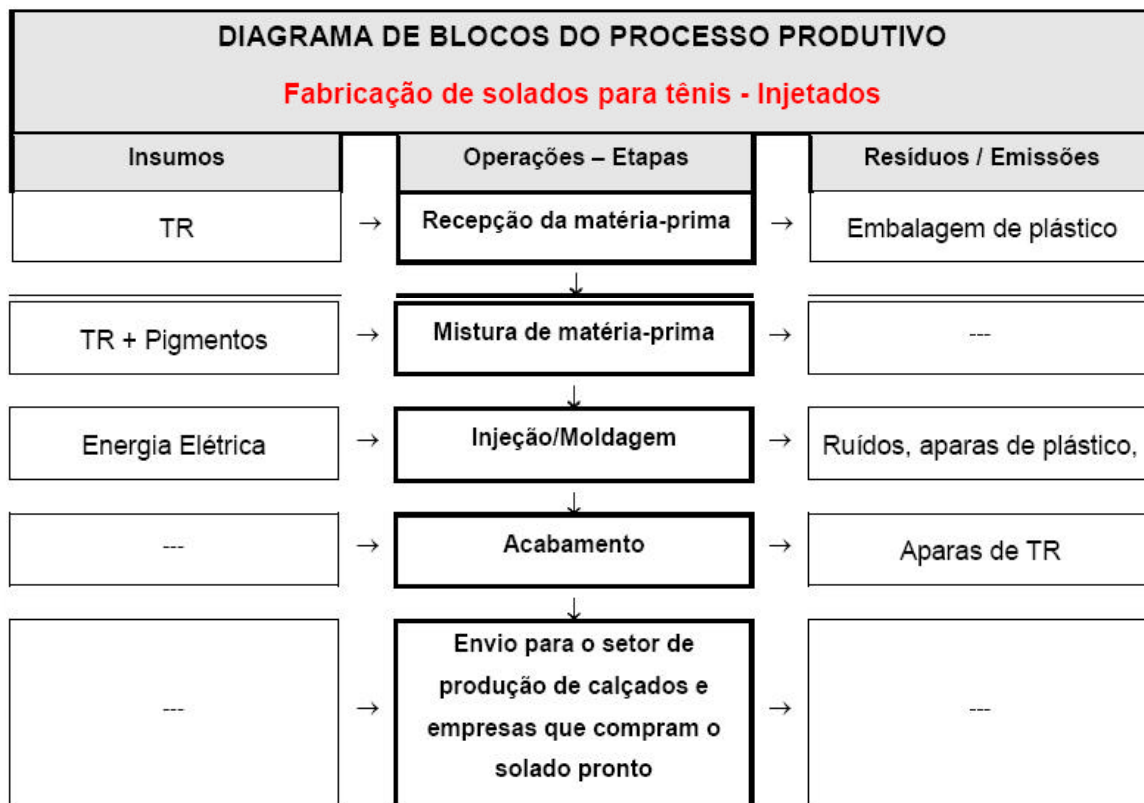 DIAGRAMA DE BLOCOS DO PROCESSO PRODUTIVO
Fabricação de solados para tênis - Injetados
Insumos → Operações – Etapas → Resíduos / Emissões
TR → Recepção da matéria-prima → Embalagem de plástico
↓
TR + Pigmentos → Mistura de matéria-prima → ---
↓
Energia Elétrica → Injeção/Moldagem → Ruídos, aparas de plástico,
↓
--- → Acabamento → Aparas de TR
↓
--- → Envio para o setor de
produção de calçados e
empresas que compram o
solado pronto → ---